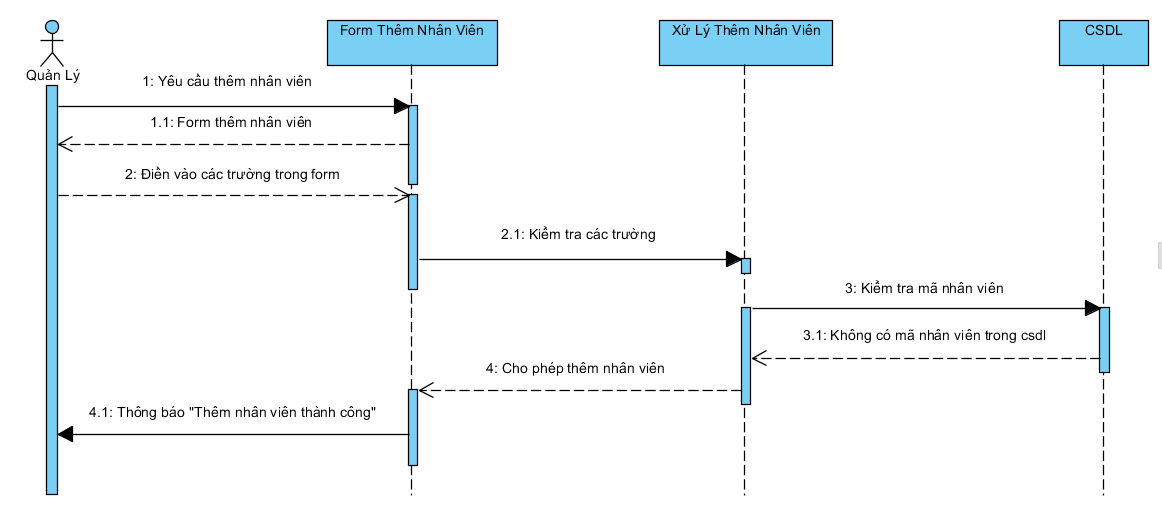 Quản Lý
Form Thêm Nhân Viên
Xử Lý Thêm Nhân Viên
CSDL
1: Yêu cầu thêm nhân viên
1.1: Form thêm nhân viên
2: Điền vào các trường trong form
2.1: Kiểm tra các trường
3: Kiểm tra mã nhân viên
3.1: Không có mã nhân viên trong csdl
4: Cho phép thêm nhân viên
4.1: Thông báo "Thêm nhân viên thành công"